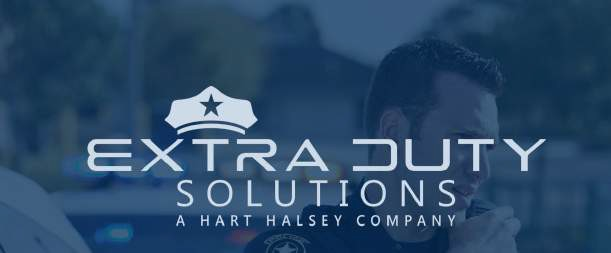 EXTRA DUTY
SOLUTIONS
A HART HALSEY COMPANY